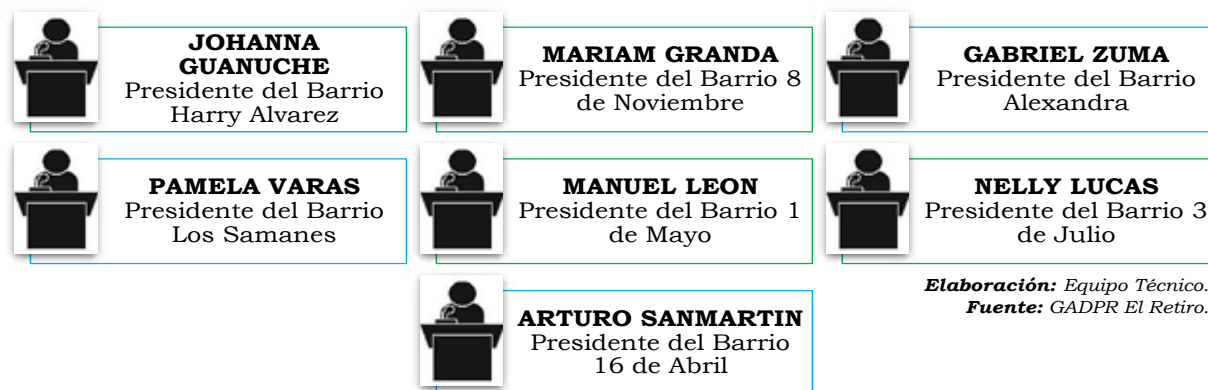 JOHANNA
GUANUCHE
Presidente del Barrio
Harry Alvarez
MARIAM GRANDA
Presidente del Barrio 8
de Noviembre
GABRIEL ZUMA
Presidente del Barrio
Alexandra
PAMELA VARAS
Presidente del Barrio
Los Samanes
MANUEL LEON
Presidente del Barrio 1
de Mayo
NELLY LUCAS
Presidente del Barrio 3
de Julio
ARTURO SANMARTIN
Presidente del Barrio
16 de Abril
Elaboración: Equipo Técnico.
Fuente: GADPR El Retiro.